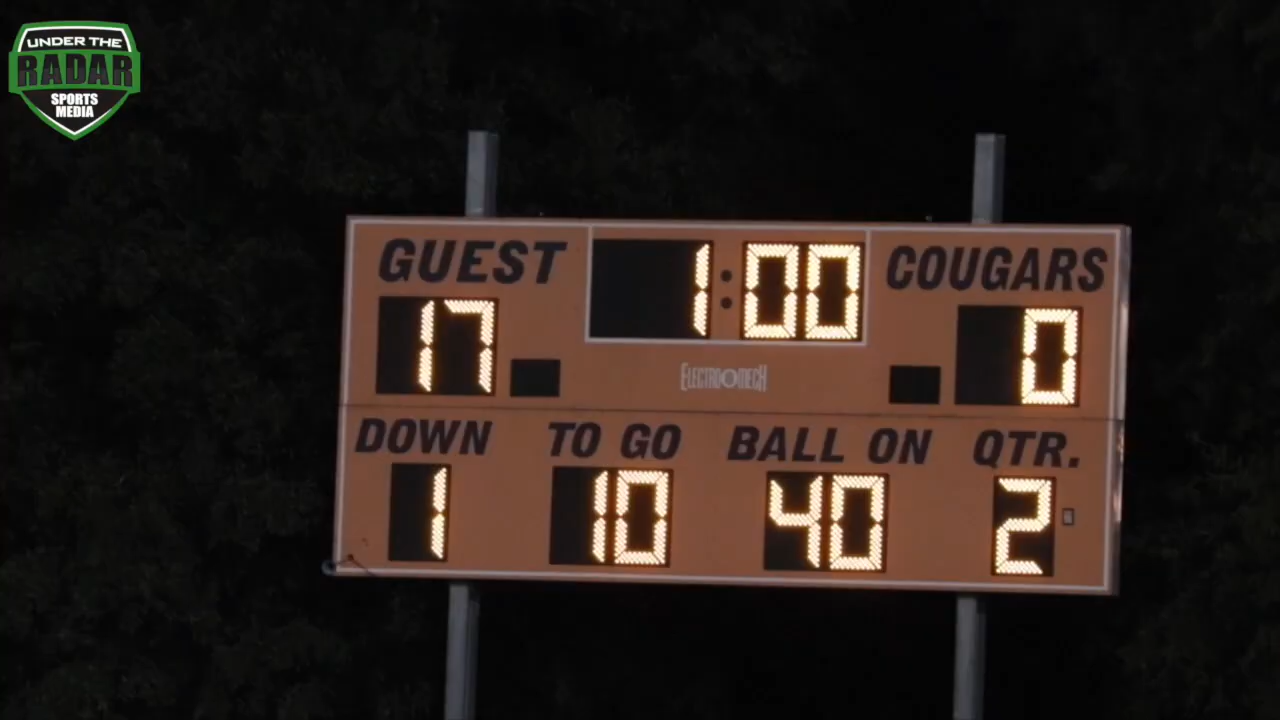 UNDER THE
RADAR
SPORTS
MEDIA
GUEST 1:00 COUGARS
17 0
ELECTRO-MECH
DOWN TO GO BALL ON QTR.
1 10 40 2